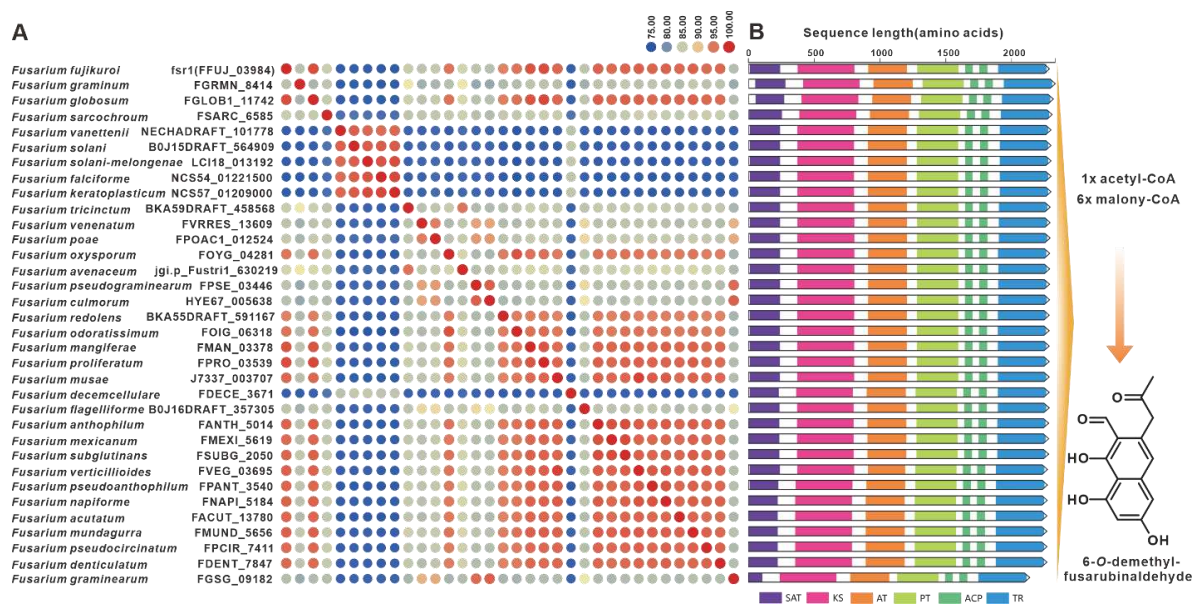 A
75.00 80.00 85.00 90.00 95.00 100.00
B
Sequence length(amino acids)
0 500 1000 1500 2000
Fusarium fujikuroi fsr1(FFUJ_03984)
Fusarium graminum FGRMN_8414
Fusarium globosum FGLOB1_11742
Fusarium sarcochroum FSARC_6585
Fusarium vanettenii NECHADRAFT_101778
Fusarium solani B0J15DRAFT_564909
Fusarium solani-melongenae LCI18_013192
Fusarium falciforme NCS54_01221500
Fusarium keratoplasticum NCS57_01209000
Fusarium tricinctum BKA59DRAFT_458568
Fusarium venenatum FVRRES_13609
Fusarium poae FPOAC1_012524
Fusarium oxysporum FOYG_04281
Fusarium avenaceum jgi.p_Fustri1_630219
Fusarium pseudograminearum FPSE_03446
Fusarium culmorum HYE67_005638
Fusarium redolens BKA55DRAFT_591167
Fusarium odoratissimum FOIG_06318
Fusarium mangiferae FMAN_03378
Fusarium proliferatum FPRO_03539
Fusarium musae J7337_003707
Fusarium decemcellulare FDECE_3671
Fusarium flagelliforme B0J16DRAFT_357305
Fusarium anthophilum FANTH_5014
Fusarium mexicanum FMEXI_5619
Fusarium subglutinans FSUBG_2050
Fusarium verticillioides FVEG_03695
Fusarium pseudoanthophilum FPANT_3540
Fusarium napiforme FNAPI_5184
Fusarium acutatum FACUT_13780
Fusarium mundagurra FMUND_5656
Fusarium pseudocircinatum FPCIR_7411
Fusarium denticulatum FDENT_7847
Fusarium graminearum FGSG_09182
SAT KS AT PT ACP TR
1x acetyl-CoA
6x malony-CoA
O
O
HO
HO
OH
6-O-demethyl-
fusarubinaldehyde